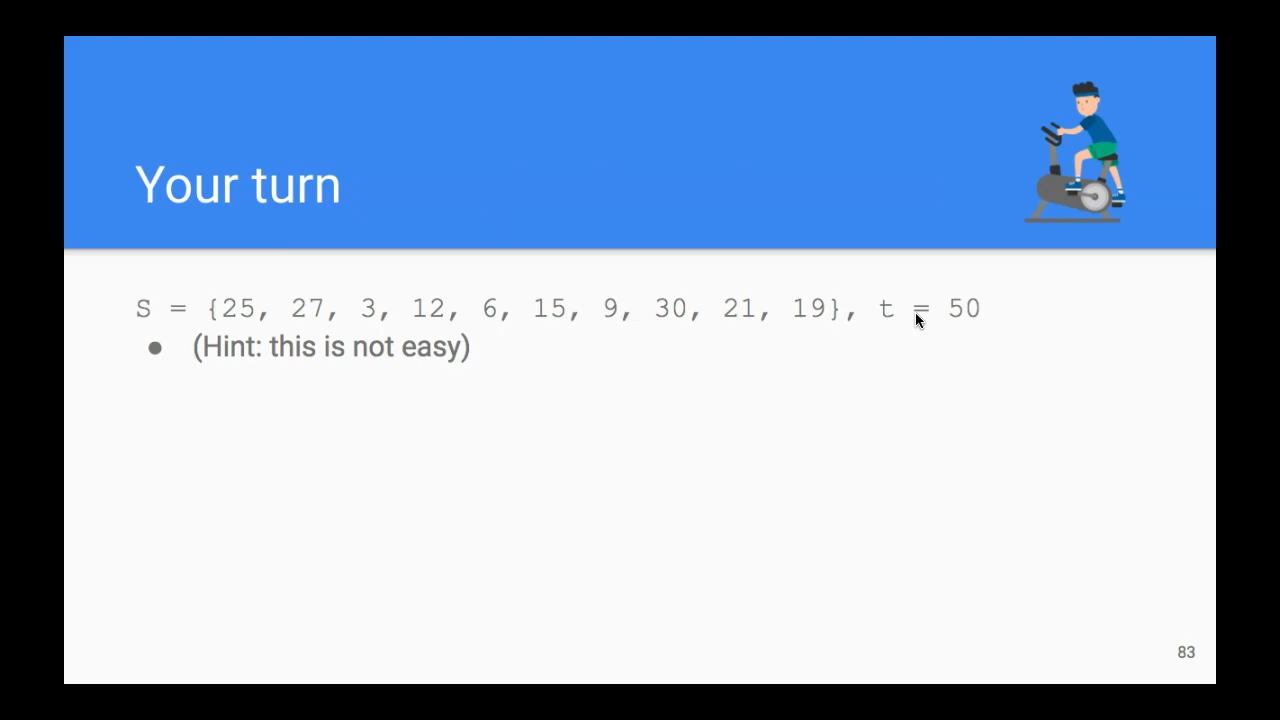 Your turn
S = {25, 27, 3, 12, 6, 15, 9, 30, 21, 19}, t = 50
● (Hint: this is not easy)
83